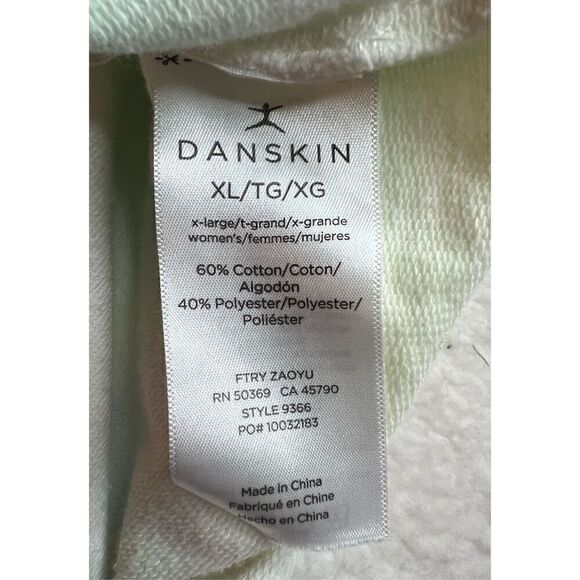 DANSKIN
XL/TG/XG
x-large/t-grand/x-grande
women's/femmes/mujeres
60% Cotton/Coton/
Algodón
40% Polyester/Polyester/
Poliéster
FTRY ZAOYU
RN 50369 CA 45790
STYLE 9366
PO# 10032183
Made in China
Fabriqué en Chine
Hecho en China